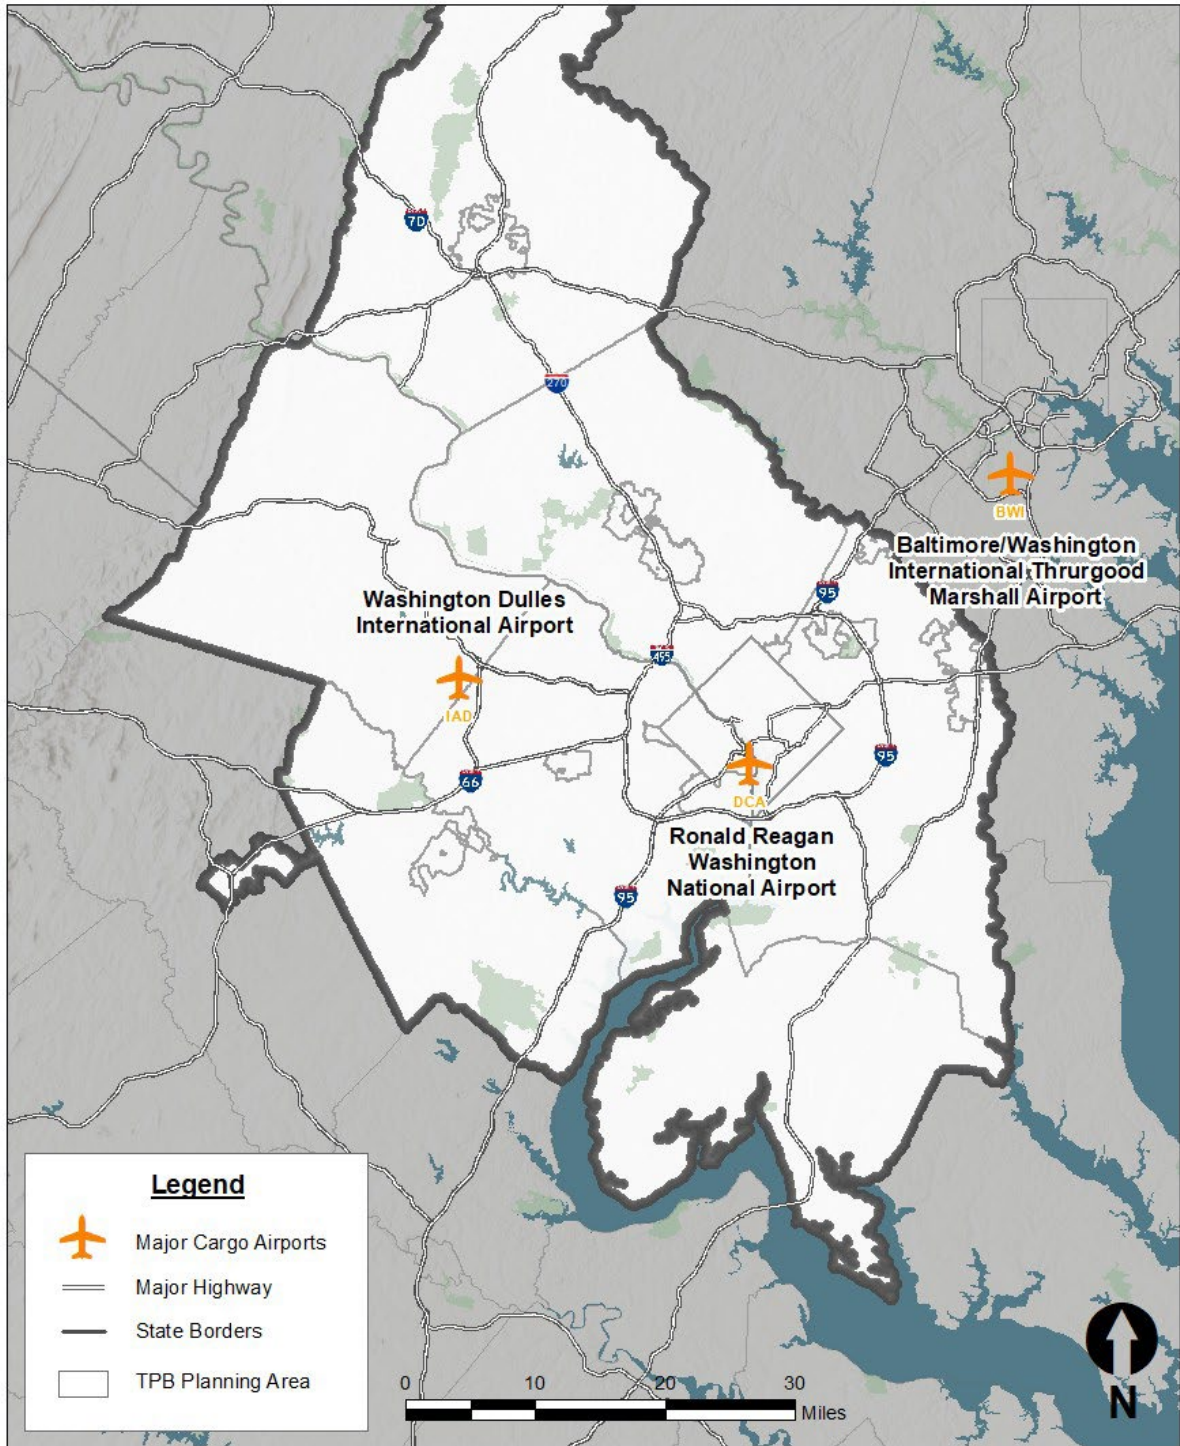 7D
270
BWI
Baltimore/Washington
International Thrurgood
Marshall Airport
95
Washington Dulles
International Airport
495
IAD
95
66
DCA
Ronald Reagan
Washington
National Airport
95
Legend
Major Cargo Airports
Major Highway
State Borders
TPB Planning Area
0 10 20 30
Miles
N